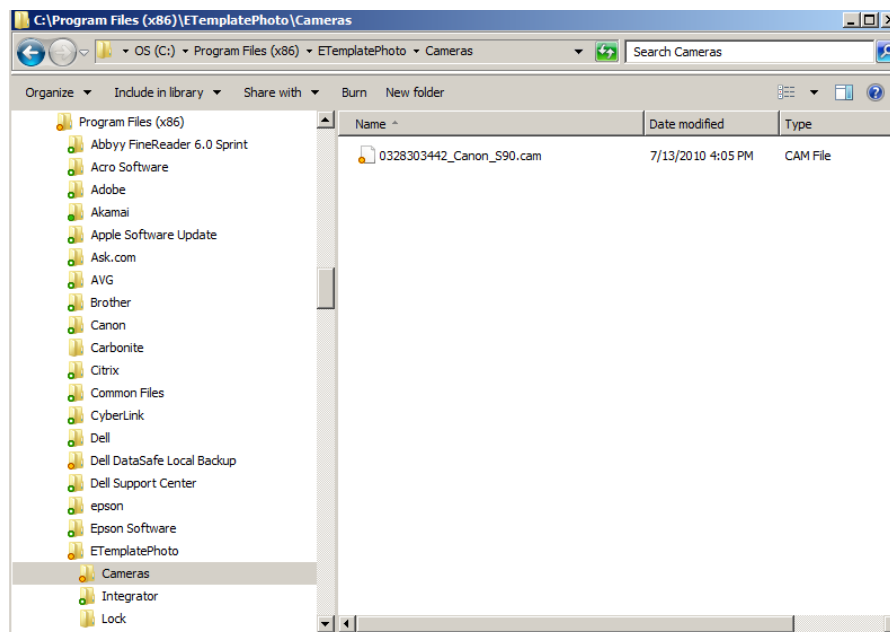 C:\Program Files (x86)\ETemplatePhoto\Cameras
OS (C:) Program Files (x86) ETemplatePhoto Cameras
Search Cameras
Organize Include in library Share with Burn New folder
Name Date modified Type
0328303442_Canon_S90.cam 7/13/2010 4:05 PM CAM File
Program Files (x86)
Abbyy FineReader 6.0 Sprint
Acro Software
Adobe
Akamai
Apple Software Update
Ask.com
AVG
Brother
Canon
Carbonite
Citrix
Common Files
CyberLink
Dell
Dell DataSafe Local Backup
Dell Support Center
epson
Epson Software
ETemplatePhoto
Cameras
Integrator
Lock